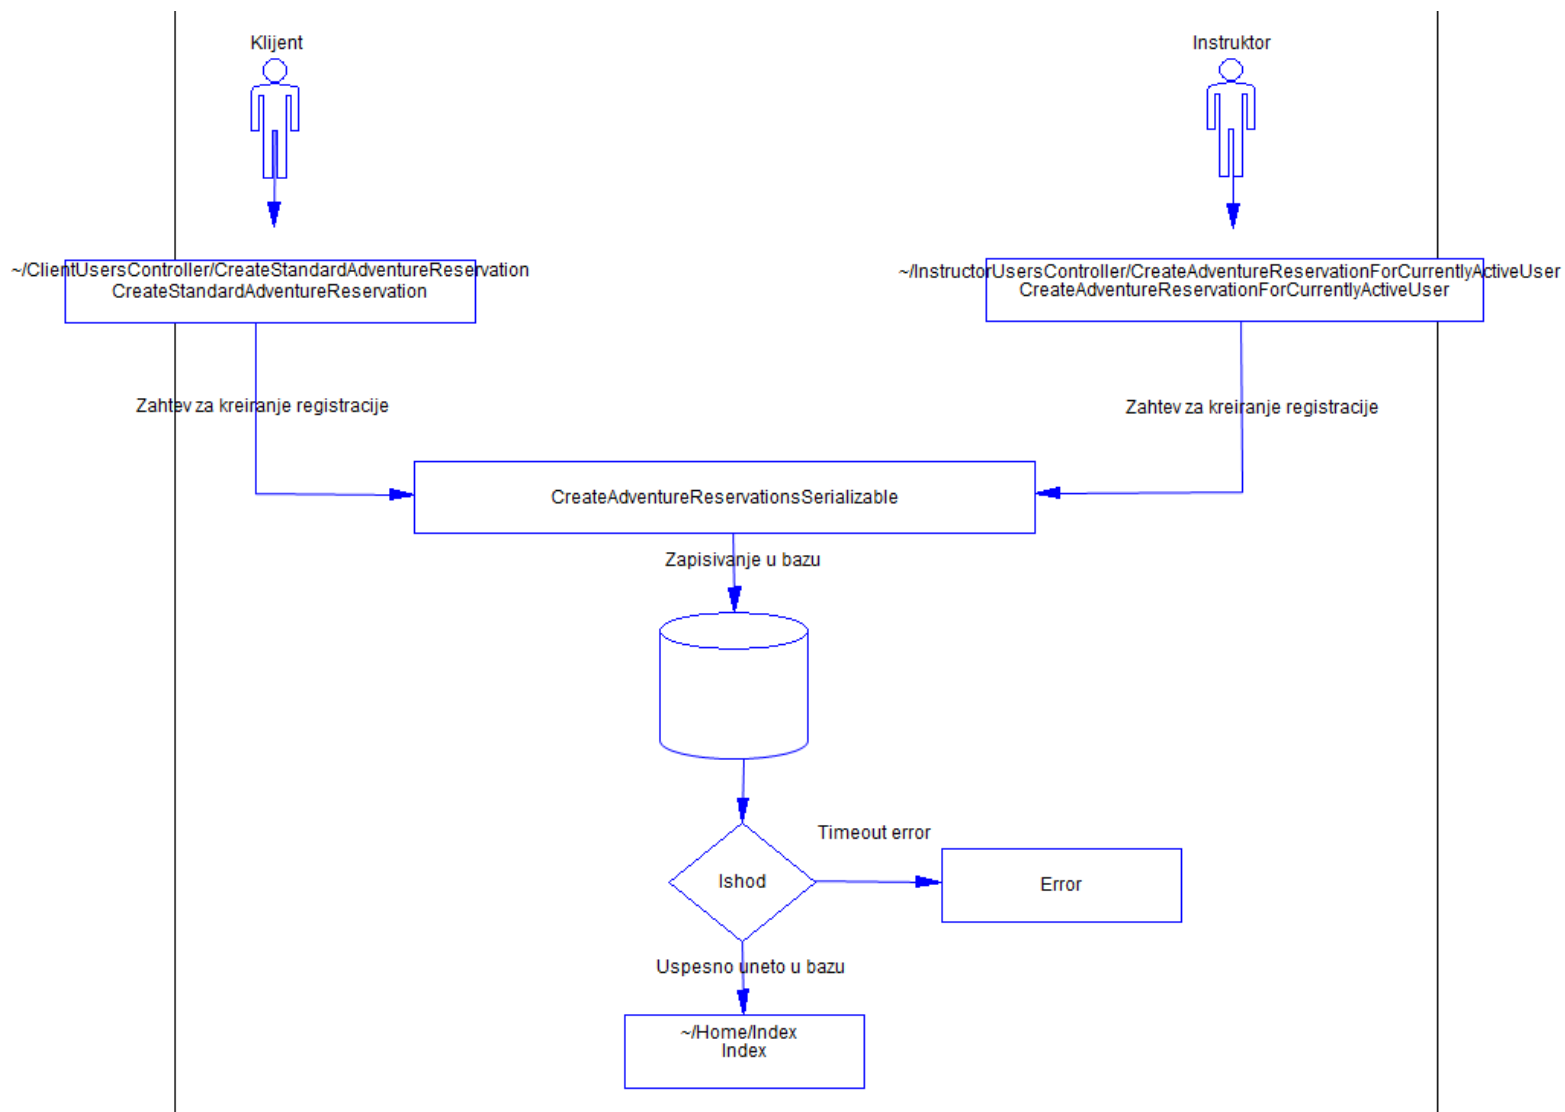 Klijent
Instruktor
~/ClientUsersController/CreateStandardAdventureReservation
CreateStandardAdventureReservation
~/InstructorUsersController/CreateAdventureReservationForCurrentlyActiveUser
CreateAdventureReservationForCurrentlyActiveUser
Zahtev za kreiranje registracije
Zahtev za kreiranje registracije
CreateAdventureReservationsSerializable
Zapisivanje u bazu
Timeout error
Ishod
Error
Uspesno uneto u bazu
~/Home/Index
Index